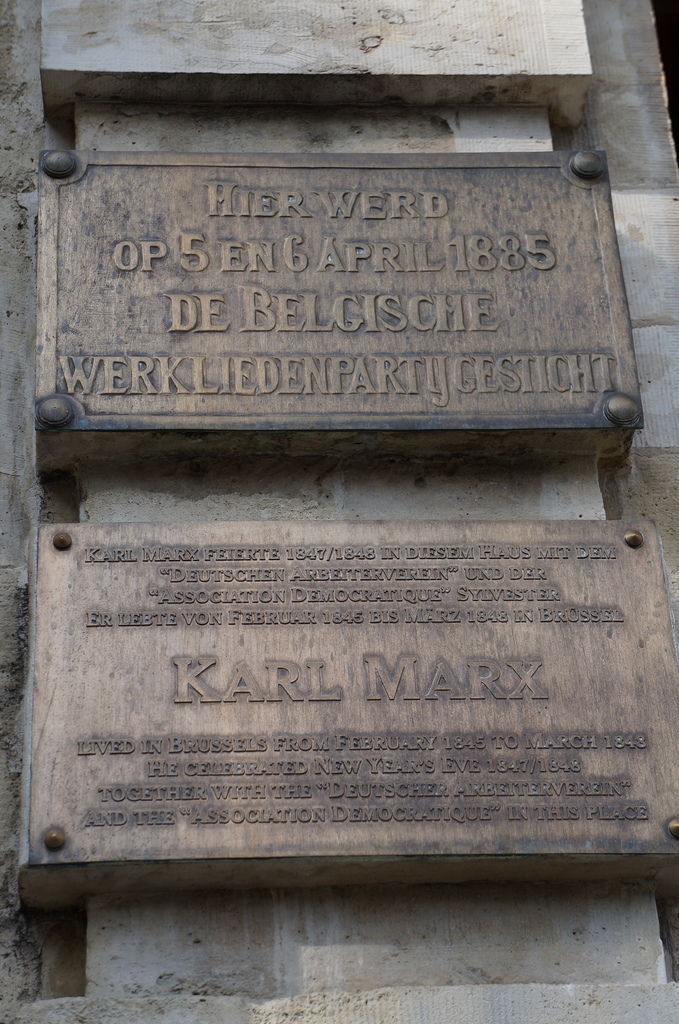 HIER WERD
OP 5 EN 6 APRIL 1885
DE BELGISCHE
WERKLIEDENPARTIJ GESTICHT
KARL MARX FEIERTE 1847/1848 IN DIESEM HAUS MIT DEM
"DEUTSCHEN ARBEITERVEREIN" UND DER
"ASSOCIATION DEMOCRATIQUE" SYLVESTER
ER LEBTE VON FEBRUAR 1845 BIS MÄRZ 1848 IN BRÜSSEL
KARL MARX
LIVED IN BRUSSELS FROM FEBRUARY 1845 TO MARCH 1848
HE CELEBRATED NEW YEAR'S EVE 1847/1848
TOGETHER WITH THE "DEUTSCHER ARBEITERVEREIN"
AND THE "ASSOCIATION DEMOCRATIQUE" IN THIS PLACE